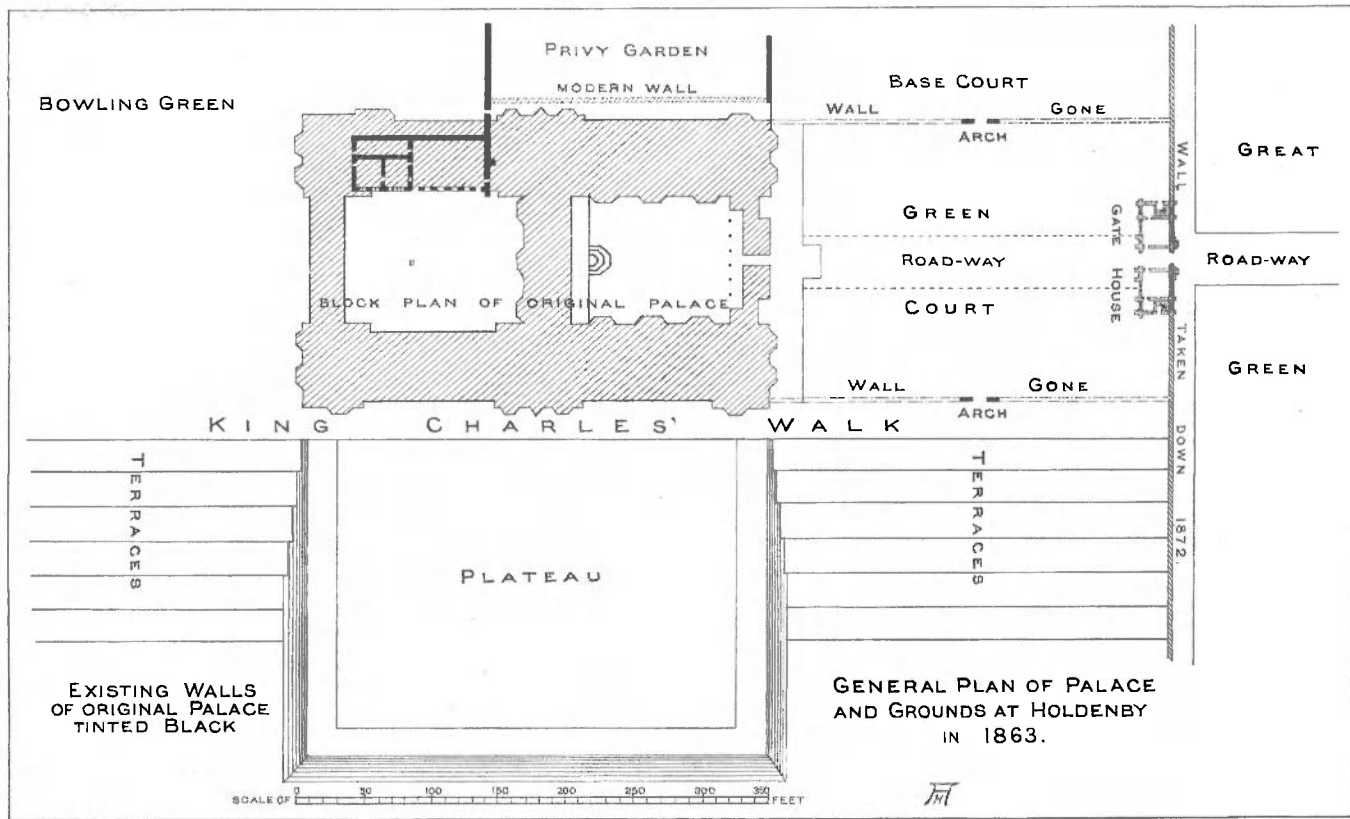 PRIVY GARDEN
MODERN WALL
BOWLING GREEN
BASE COURT
WALL GONE
ARCH
WALL
GREAT
GREEN
GATE
ROAD-WAY
ROAD-WAY
BLOCK PLAN OF ORIGINAL PALACE
COURT
HOUSE
TAKEN DOWN 1872.
GREEN
WALL GONE
ARCH
KING CHARLES' WALK
TERRACES
TERRACES
PLATEAU
EXISTING WALLS
OF ORIGINAL PALACE
TINTED BLACK
GENERAL PLAN OF PALACE
AND GROUNDS AT HOLDENBY
IN 1863.
SCALE OF 0 50 100 150 200 250 300 350 FEET